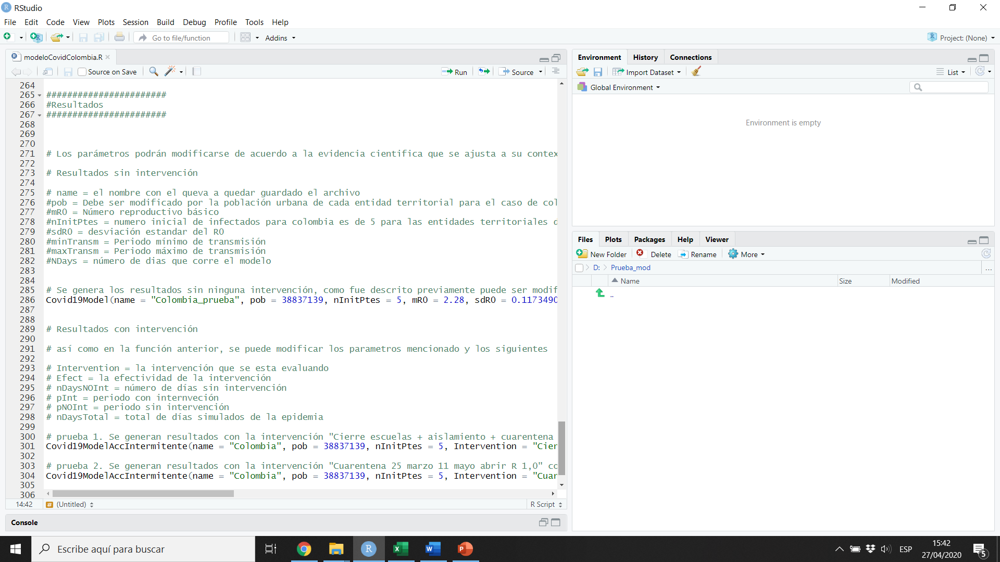 RStudio
File Edit Code View Plots Session Build Debug Profile Tools Help
Go to file/function Addins Project: (None)
modeloCovidColombia.R
Source on Save Run Source
264
265 #######################
266 #Resultados
267 #######################
268
269
270
271 # Los parámetros podrán modificarse de acuerdo a la evidencia cientifica que se ajusta a su contex
272
273 # Resultados sin intervención
274
275 # name = el nombre con el queva a quedar guardado el archivo
276 #pob = Debe ser modificado por la población urbana de cada entidad territorial para el caso de col
277 #mR0 = Número reproductivo básico
278 #nInitPtes = numero inicial de infectados para colombia es de 5 para las entidades territoriales d
279 #sdR0 = desviación estandar del R0
280 #minTransm = Periodo mínimo de transmisión
281 #maxTransm = Periodo máximo de transmisión
282 #NDays = número de dias que corre el modelo
283
284
285 # Se genera los resultados sin ninguna intervención, como fue descrito previamente puede ser modif
286 Covid19Model(name = "Colombia_prueba", pob = 38837139, nInitPtes = 5, mR0 = 2.28, sdR0 = 0.1173490
287
288
289 # Resultados con intervención
290
291 # así como en la función anterior, se puede modificar los parametros mencionado y los siguientes
292
293 # Intervention = la intervención que se esta evaluando
294 # Efect = la efectividad de la intervención
295 # nDaysNOInt = número de días sin intervención
296 # pInt = periodo con internveción
297 # pNOInt = periodo sin intervención
298 # nDaysTotal = total de días simulados de la epidemia
299
300 # prueba 1. Se generan resultados con la intervención "Cierre escuelas + aislamiento + cuarentena
301 Covid19ModelAccIntermitente(name = "Colombia", pob = 38837139, nInitPtes = 5, Intervention = "Cier
302
303 # prueba 2. Se generan resultados con la intervención "Cuarentena 25 marzo 11 mayo abrir R 1,0" co
304 Covid19ModelAccIntermitente(name = "Colombia", pob = 38837139, nInitPtes = 5, Intervention = "Cuar
305
306
14:42 # (Untitled) R Script
Console
Environment History Connections
Import Dataset List
Global Environment
Environment is empty
Files Plots Packages Help Viewer
New Folder Delete Rename More
D: Prueba_mod ...
Name Size Modified
..
Escribe aquí para buscar
ESP
15:42
27/04/2020
5